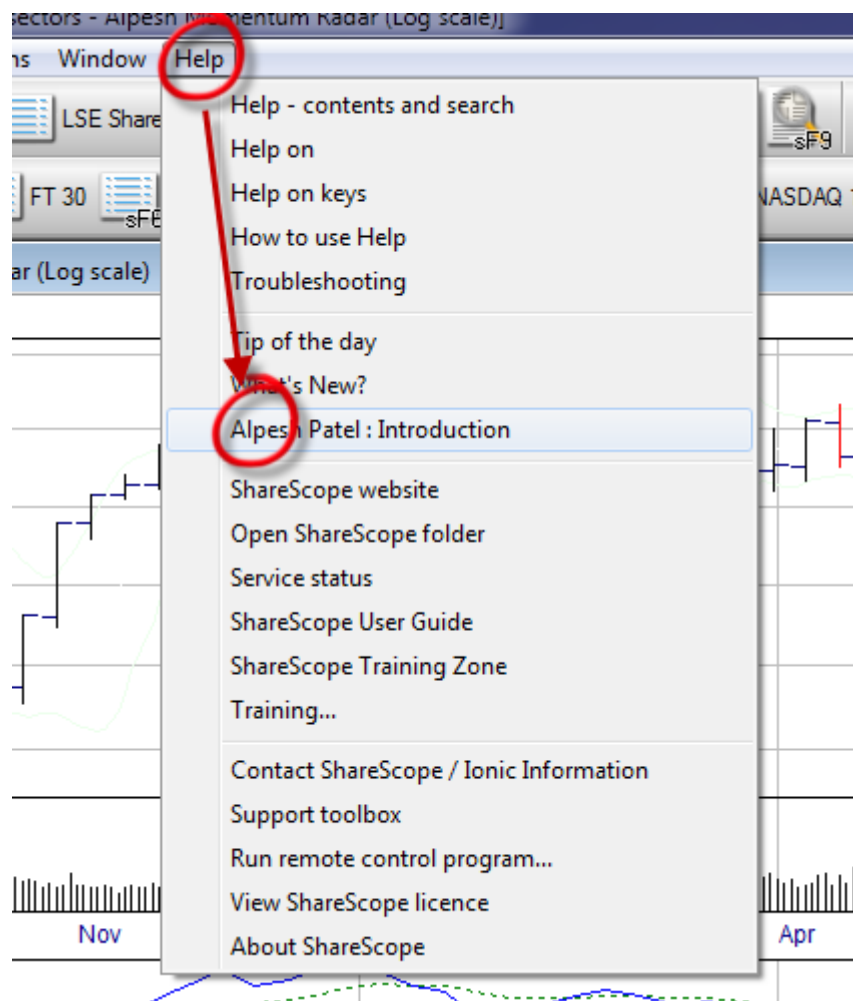 sectors - Alpesh Momentum Radar (Log scale)]
ns Window Help
LSE Share
sF9
FT 30
sF6
NASDAQ
ar (Log scale)
Help - contents and search
Help on
Help on keys
How to use Help
Troubleshooting
Tip of the day
What's New?
Alpesh Patel : Introduction
ShareScope website
Open ShareScope folder
Service status
ShareScope User Guide
ShareScope Training Zone
Training...
Contact ShareScope / Ionic Information
Support toolbox
Run remote control program...
View ShareScope licence
About ShareScope
Nov
Apr